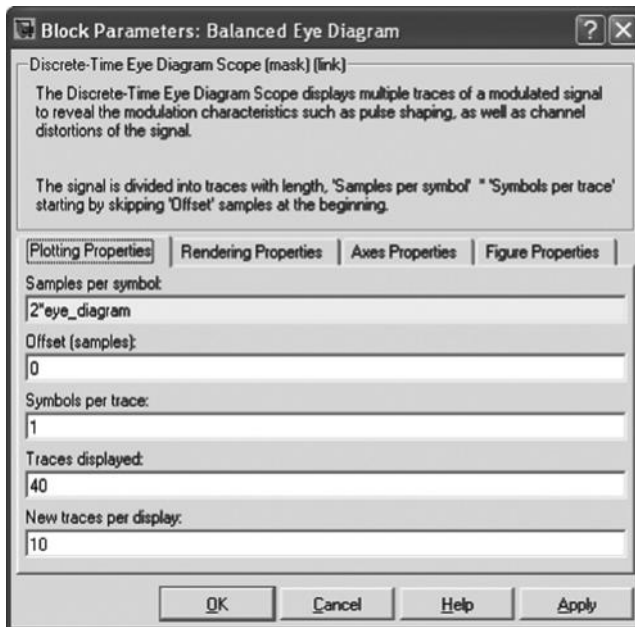 Block Parameters: Balanced Eye Diagram
Discrete-Time Eye Diagram Scope (mask) (link)
The Discrete-Time Eye Diagram Scope displays multiple traces of a modulated signal
to reveal the modulation characteristics such as pulse shaping, as well as channel
distortions of the signal.
The signal is divided into traces with length, 'Samples per symbol' * 'Symbols per trace'
starting by skipping 'Offset' samples at the beginning.
Plotting Properties Rendering Properties Axes Properties Figure Properties
Samples per symbol:
2*eye_diagram
Offset (samples):
0
Symbols per trace:
1
Traces displayed:
40
New traces per display:
10
OK Cancel Help Apply